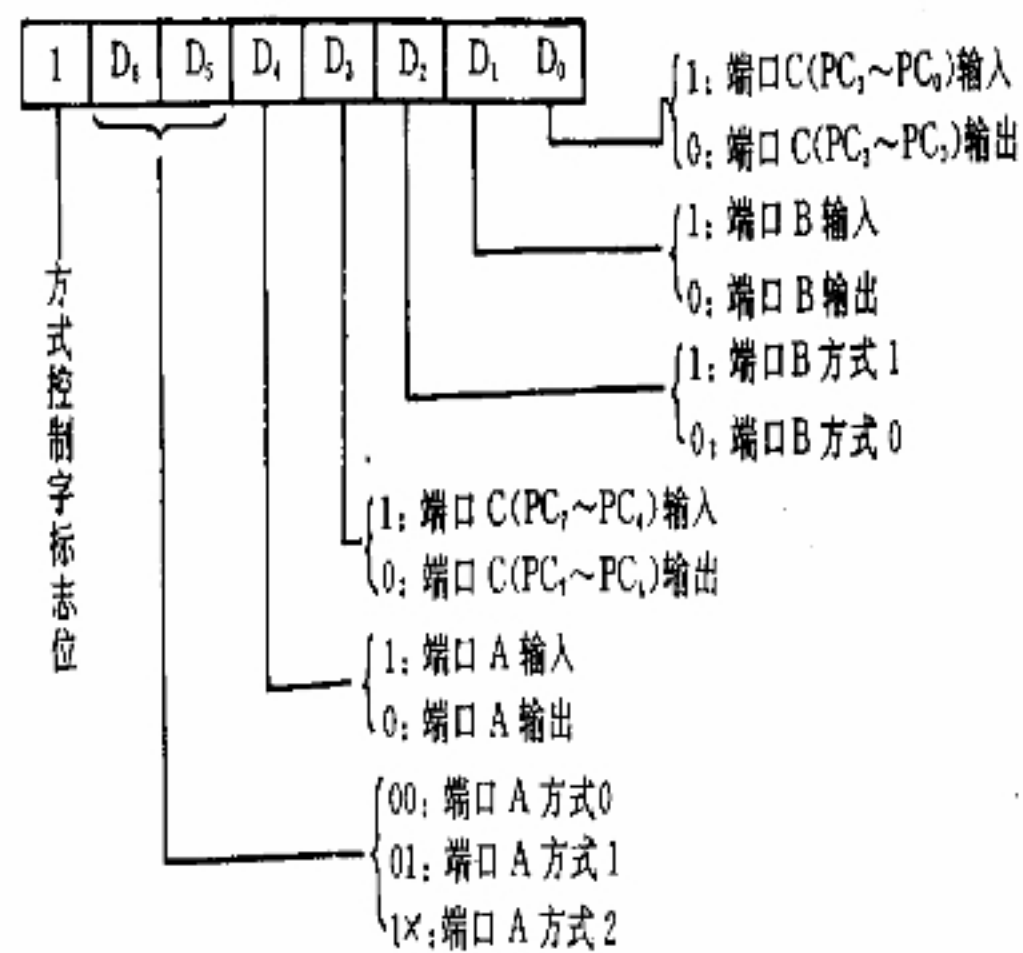 1 D₆ D₅ D₄ D₃ D₂ D₁ D₀
1: 端口C(PC₃～PC₀)输入
0: 端口C(PC₃～PC₀)输出
1: 端口B输入
0: 端口B输出
1: 端口B方式1
0: 端口B方式0
方式控制字标志位
1: 端口C(PC₇～PC₄)输入
0: 端口C(PC₇～PC₄)输出
1: 端口A输入
0: 端口A输出
00: 端口A方式0
01: 端口A方式1
1×: 端口A方式2